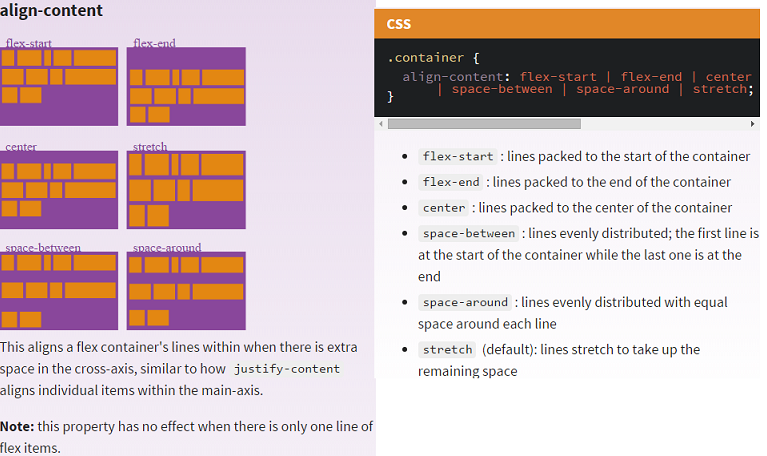 align-content
flex-start
flex-end
center
stretch
space-between
space-around
This aligns a flex container's lines within when there is extra
space in the cross-axis, similar to how justify-content
aligns individual items within the main-axis.
Note: this property has no effect when there is only one line of
flex items.
CSS
.container {
align-content: flex-start | flex-end | center
| space-between | space-around | stretch;
}
• flex-start : lines packed to the start of the container
• flex-end : lines packed to the end of the container
• center : lines packed to the center of the container
• space-between : lines evenly distributed; the first line is
at the start of the container while the last one is at the
end
• space-around : lines evenly distributed with equal
space around each line
• stretch (default): lines stretch to take up the
remaining space